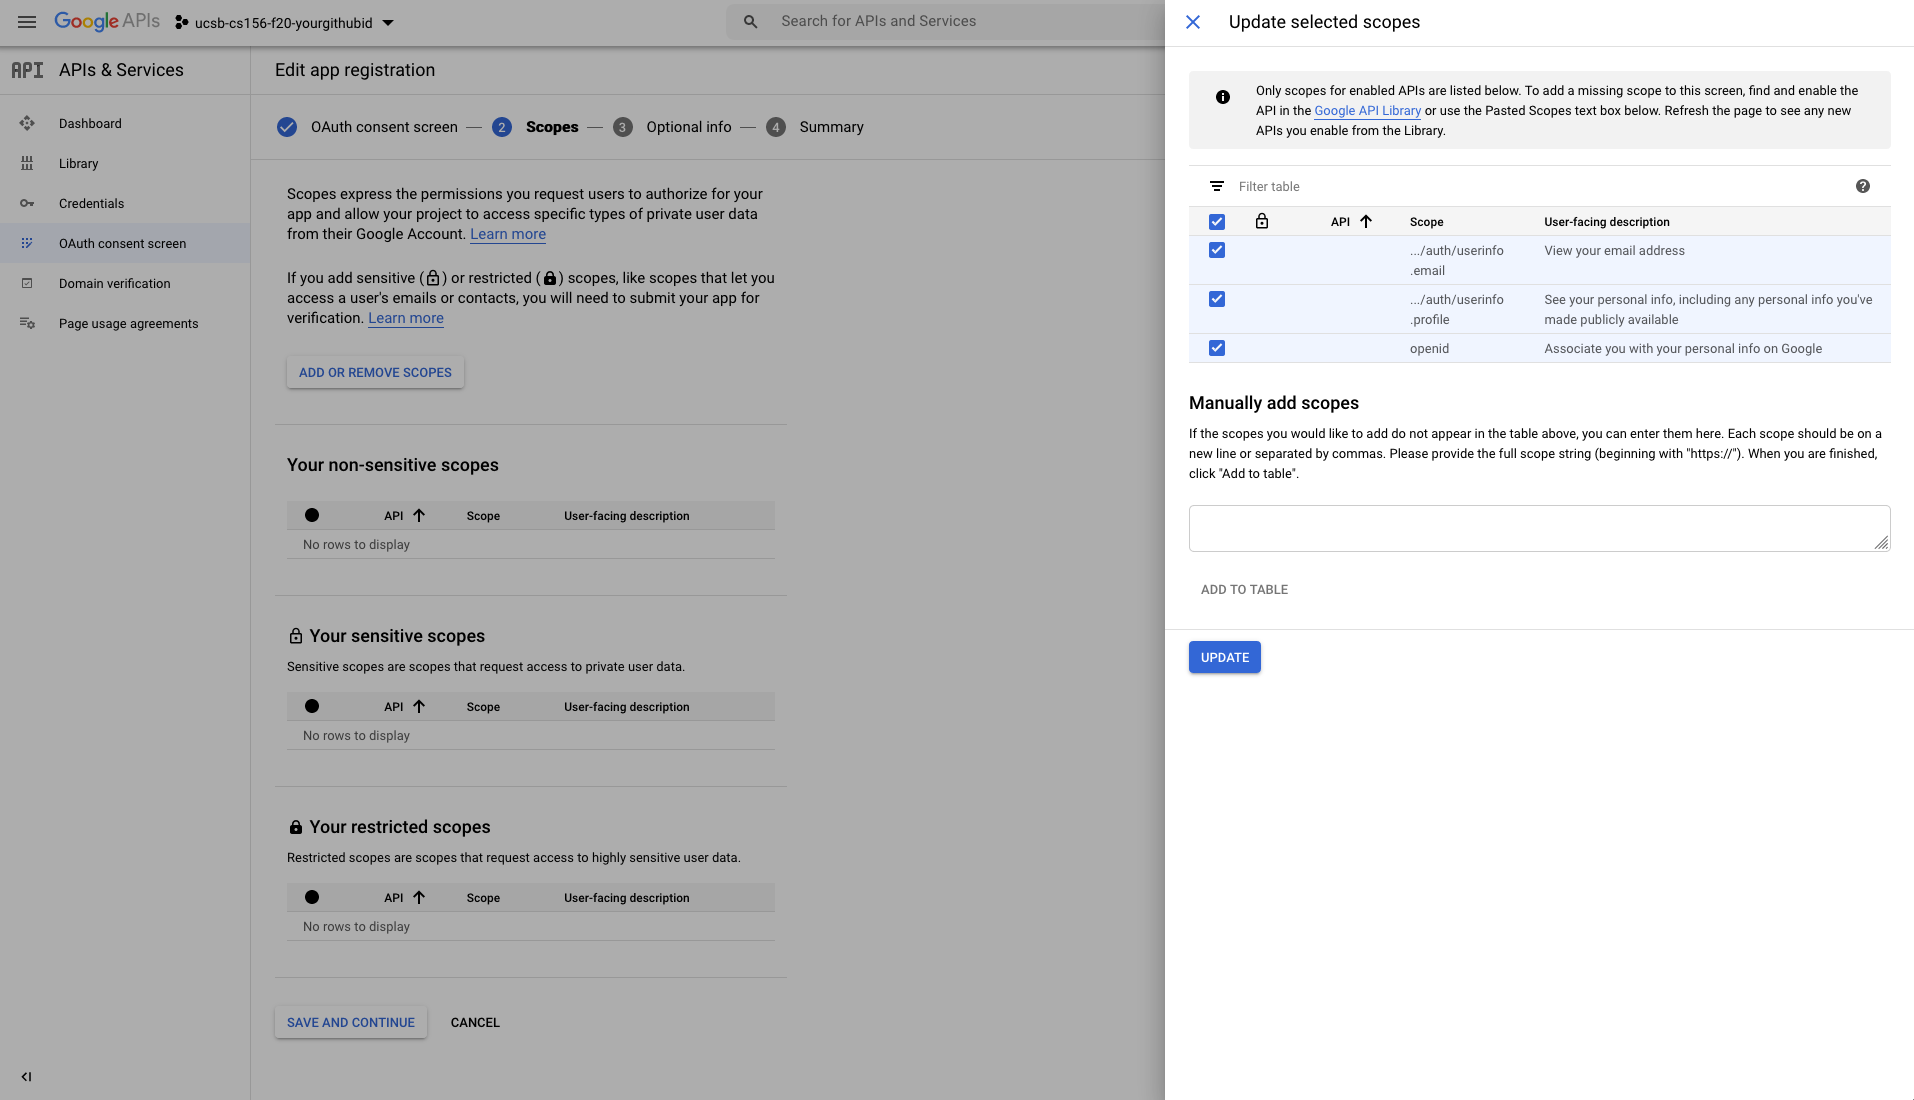 Google APIs
ucsb-cs156-f20-yourgithubid
Search for APIs and Services
API APIs & Services
Dashboard
Library
Credentials
OAuth consent screen
Domain verification
Page usage agreements
Edit app registration
OAuth consent screen — 2 Scopes — 3 Optional info — 4 Summary
Scopes express the permissions you request users to authorize for your
app and allow your project to access specific types of private user data
from their Google Account. Learn more
If you add sensitive ( ) or restricted ( ) scopes, like scopes that let you
access a user's emails or contacts, you will need to submit your app for
verification. Learn more
ADD OR REMOVE SCOPES
Your non-sensitive scopes
API Scope User-facing description
No rows to display
Your sensitive scopes
Sensitive scopes are scopes that request access to private user data.
API Scope User-facing description
No rows to display
Your restricted scopes
Restricted scopes are scopes that request access to highly sensitive user data.
API Scope User-facing description
No rows to display
SAVE AND CONTINUE CANCEL
Update selected scopes
Only scopes for enabled APIs are listed below. To add a missing scope to this screen, find and enable the
API in the Google API Library or use the Pasted Scopes text box below. Refresh the page to see any new
APIs you enable from the Library.
Filter table
API Scope User-facing description
.../auth/userinfo View your email address
.email
.../auth/userinfo See your personal info, including any personal info you've
.profile made publicly available
openid Associate you with your personal info on Google
Manually add scopes
If the scopes you would like to add do not appear in the table above, you can enter them here. Each scope should be on a
new line or separated by commas. Please provide the full scope string (beginning with "https://"). When you are finished,
click "Add to table".
ADD TO TABLE
UPDATE